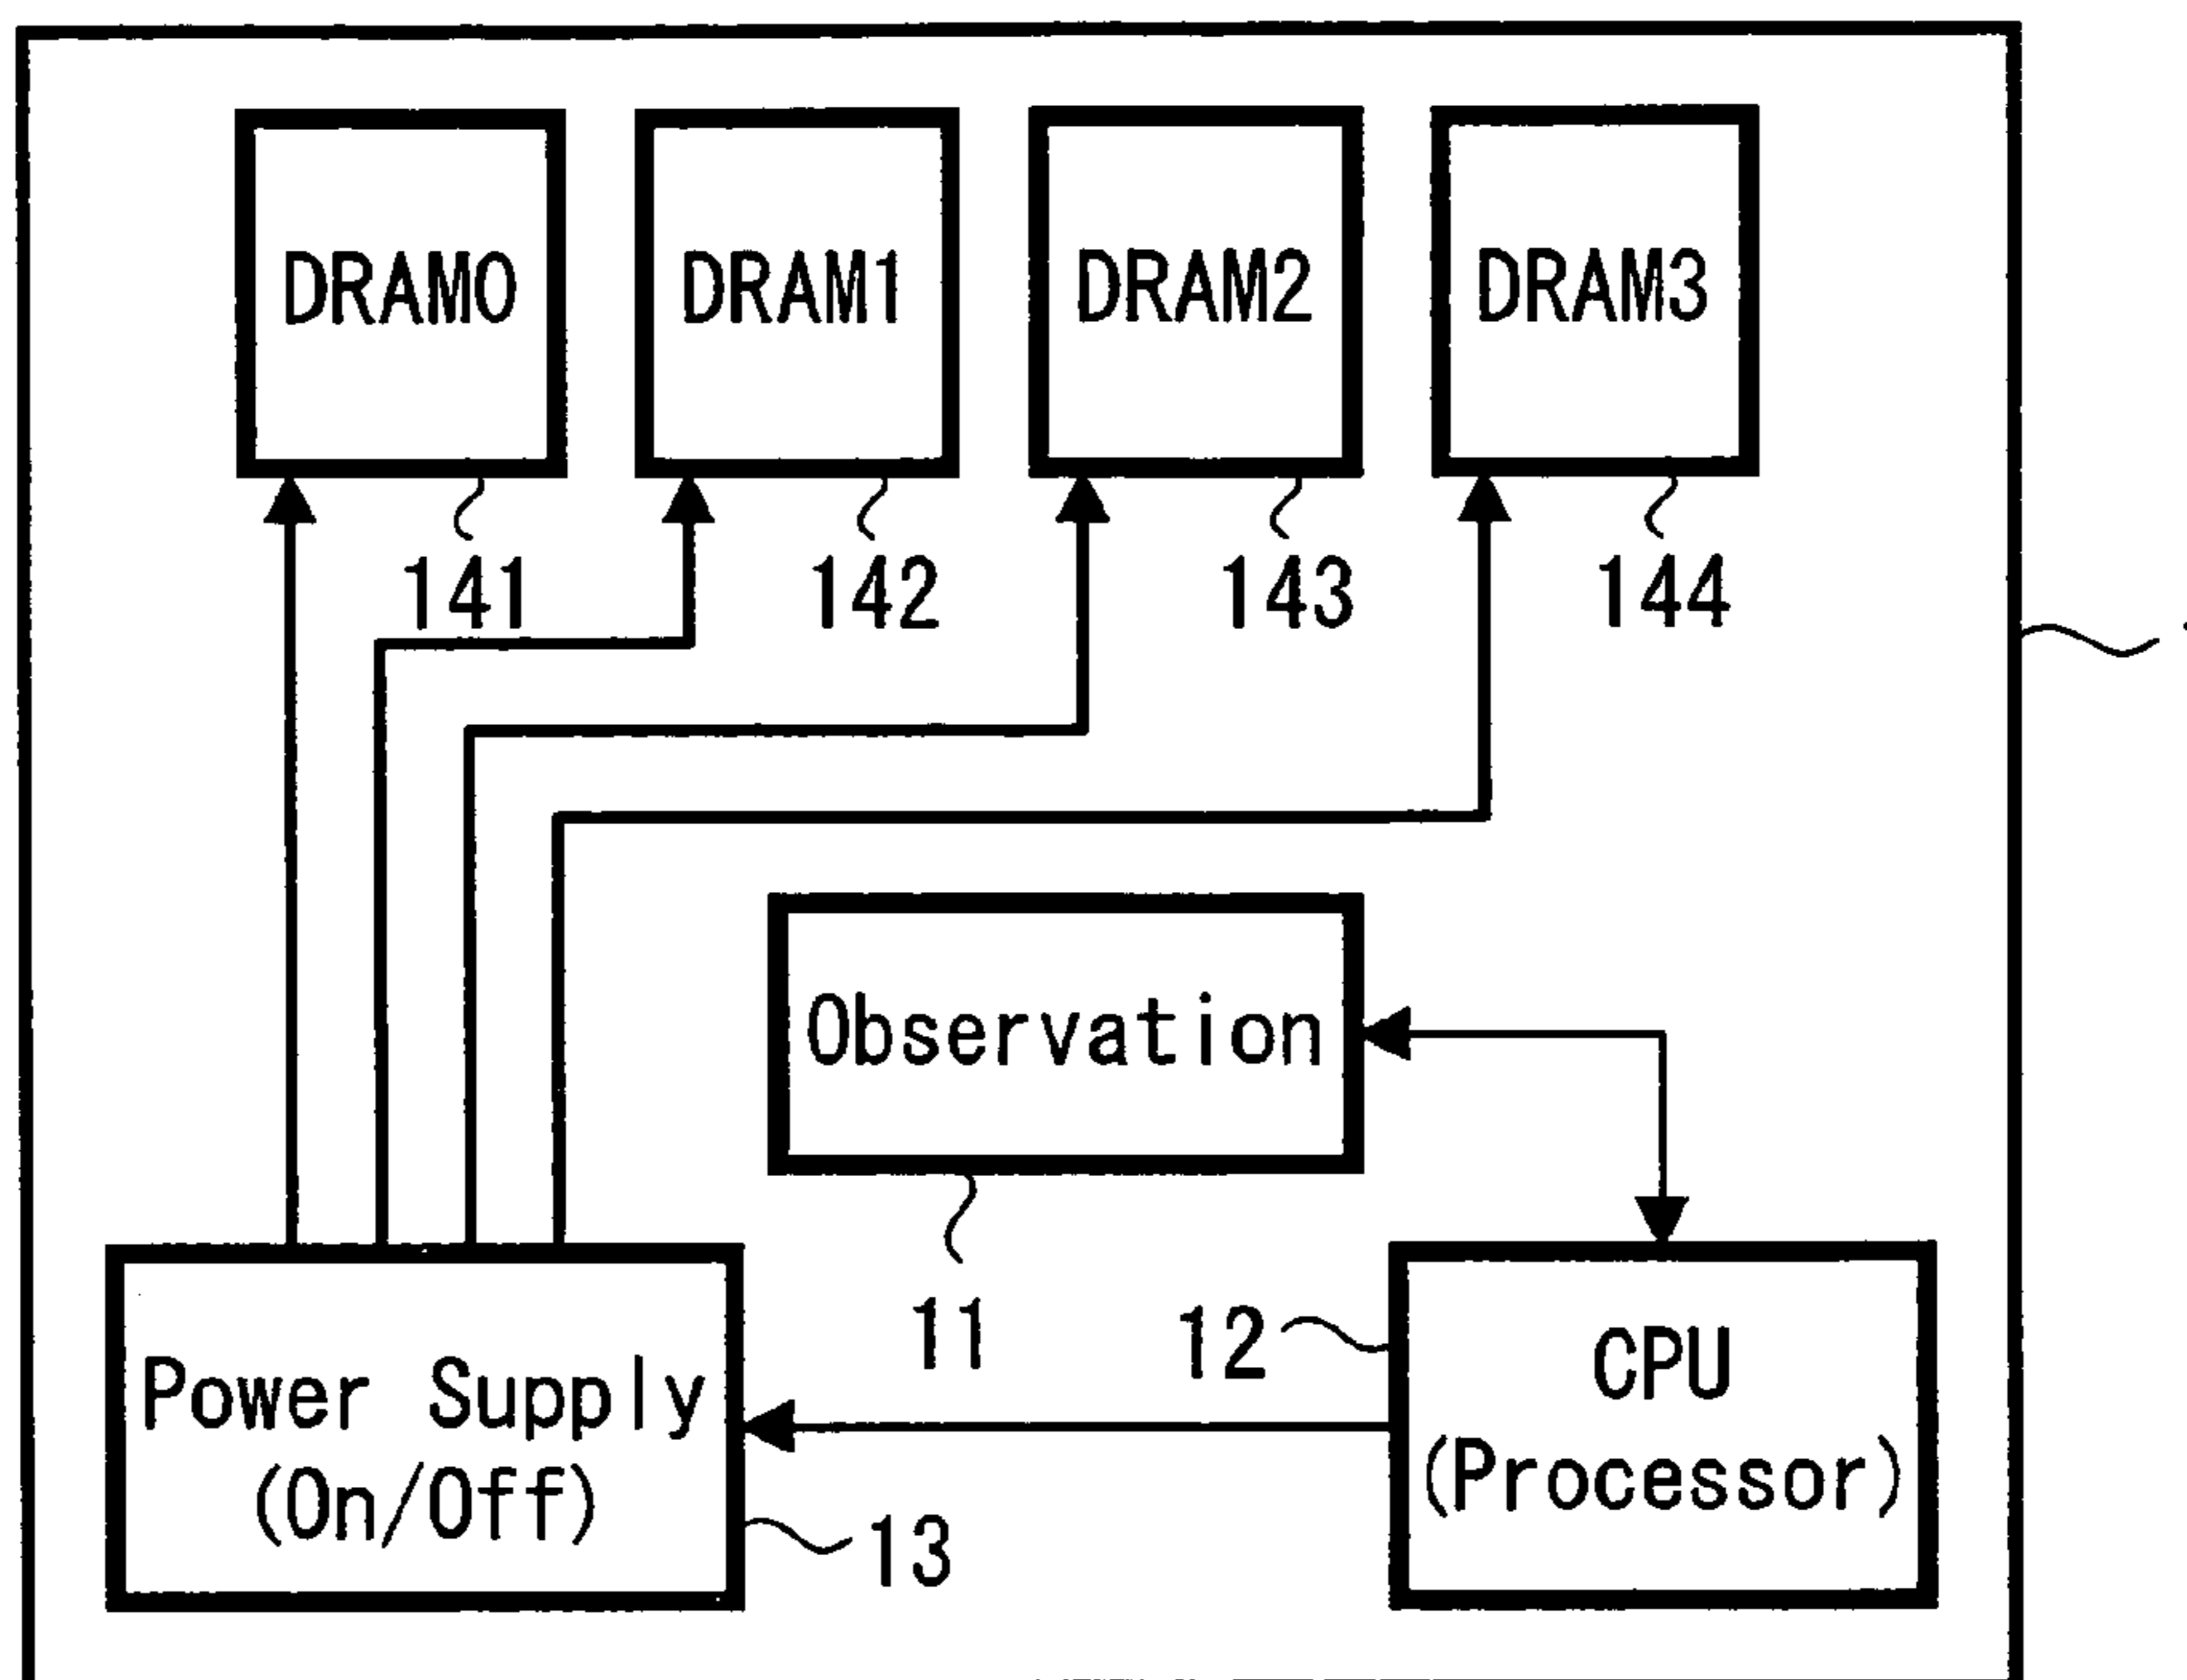 DRAM0 DRAM1 DRAM2 DRAM3
141 142 143 144
Observation
11
12
CPU
(Processor)
Power Supply
(On/Off)
13